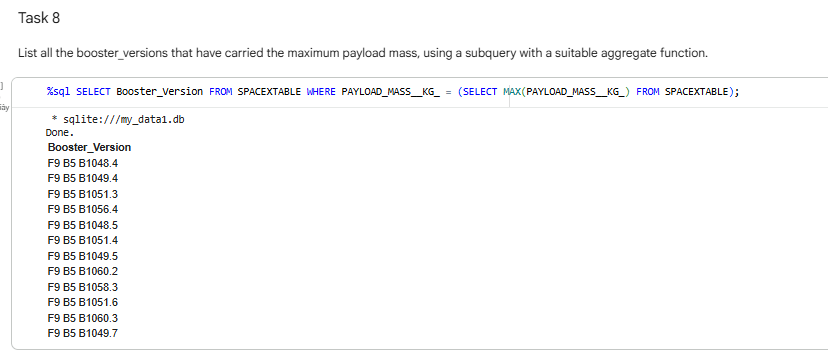 Task 8
List all the booster_versions that have carried the maximum payload mass, using a subquery with a suitable aggregate function.
]
%sql SELECT Booster_Version FROM SPACEXTABLE WHERE PAYLOAD_MASS__KG_ = (SELECT MAX(PAYLOAD_MASS__KG_) FROM SPACEXTABLE);
iây
* sqlite:///my_data1.db
Done.
Booster_Version
F9 B5 B1048.4
F9 B5 B1049.4
F9 B5 B1051.3
F9 B5 B1056.4
F9 B5 B1048.5
F9 B5 B1051.4
F9 B5 B1049.5
F9 B5 B1060.2
F9 B5 B1058.3
F9 B5 B1051.6
F9 B5 B1060.3
F9 B5 B1049.7